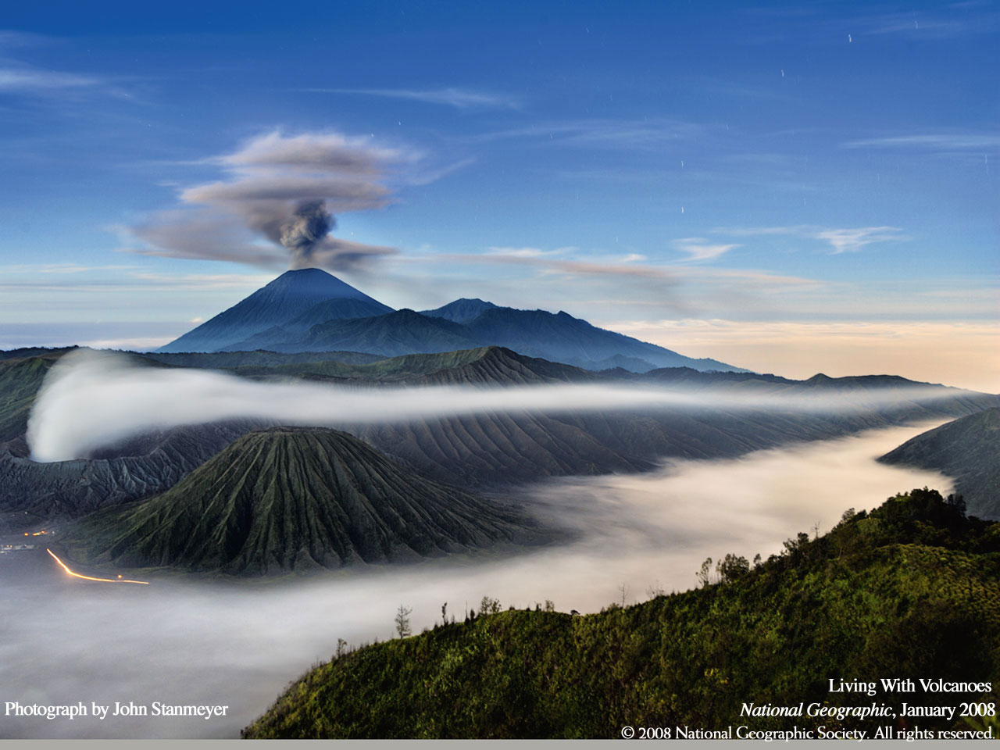 Living With Volcanoes
Photograph by John Stanmeyer
National Geographic, January 2008
© 2008 National Geographic Society. All rights reserved.